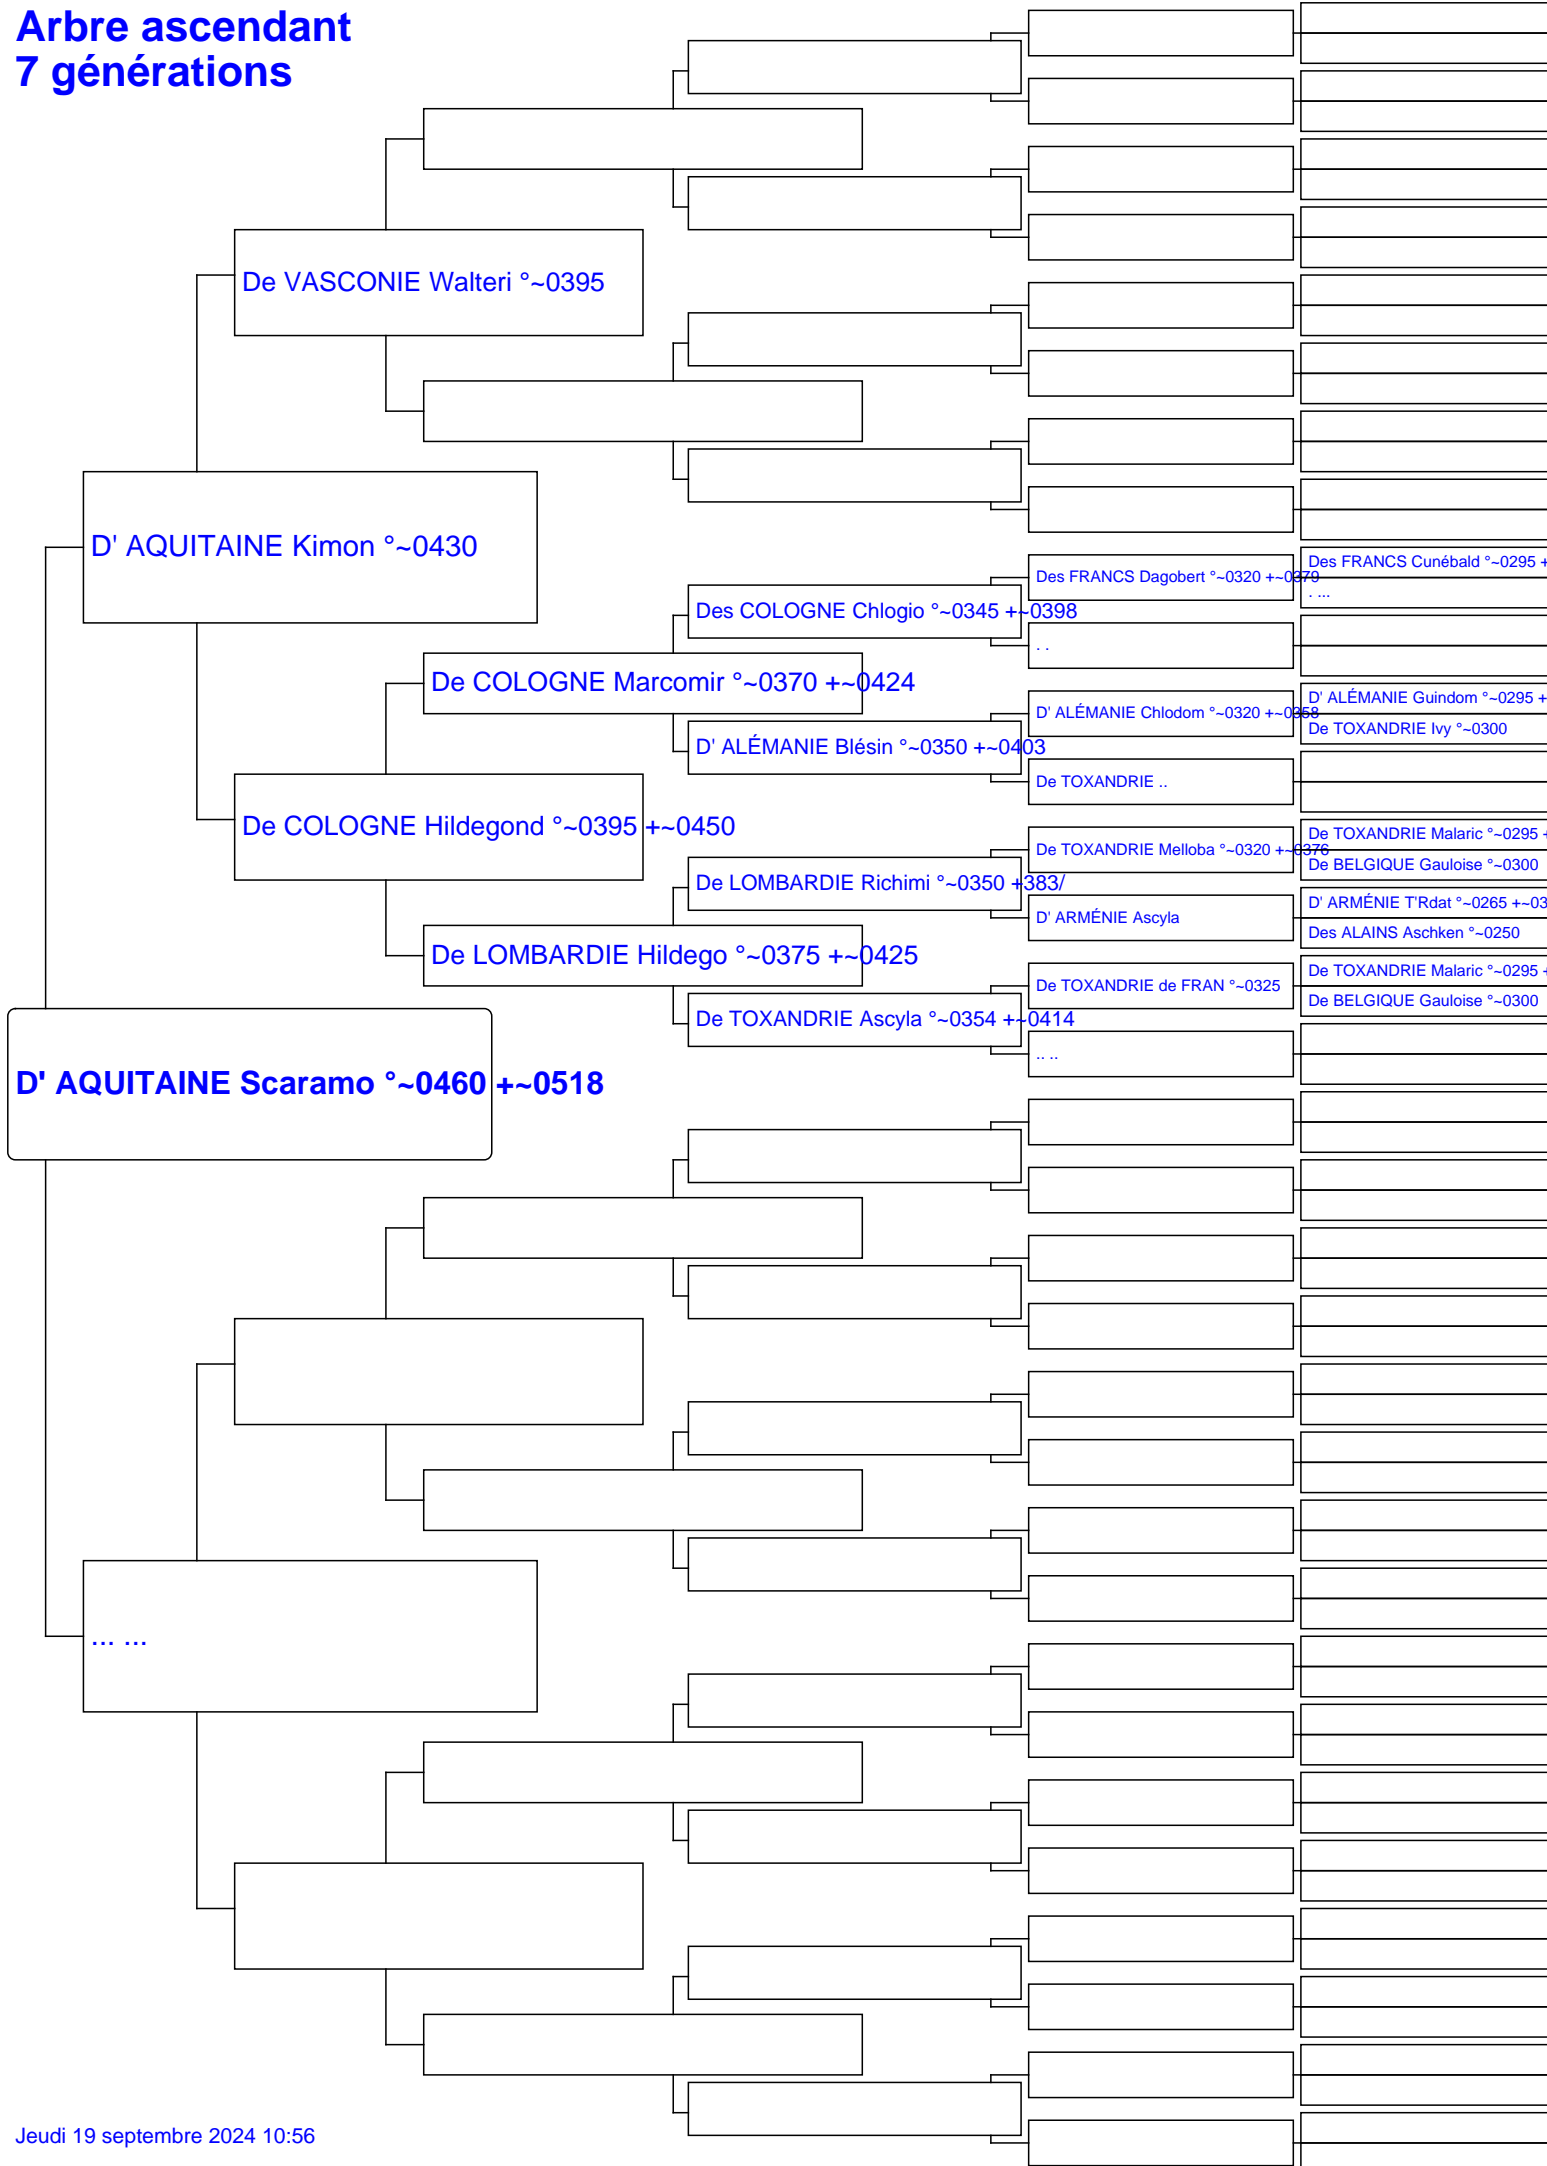 Arbre ascendant
7 générations
De VASCONIE Walteri °~0395
D' AQUITAINE Kimon °~0430
Des FRANCS Cunébald °~0295 +
Des FRANCS Dagobert °~0320 +~0379
. ...
Des COLOGNE Chlogio °~0345 +~0398
. .
De COLOGNE Marcomir °~0370 +~0424
D' ALÉMANIE Guindom °~0295 +
D' ALÉMANIE Chlodom °~0320 +~0358
De TOXANDRIE Ivy °~0300
D' ALÉMANIE Blésin °~0350 +~0403
De TOXANDRIE ..
De COLOGNE Hildegond °~0395 +~0450
De TOXANDRIE Malaric °~0295 +
De TOXANDRIE Melloba °~0320 +~0376
De BELGIQUE Gauloise °~0300
De LOMBARDIE Richimi °~0350 +383/
D' ARMÉNIE T'Rdat °~0265 +~03
D' ARMÉNIE Ascyla
Des ALAINS Aschken °~0250
De LOMBARDIE Hildego °~0375 +~0425
De TOXANDRIE Malaric °~0295 +
De TOXANDRIE de FRAN °~0325
De BELGIQUE Gauloise °~0300
De TOXANDRIE Ascyla °~0354 +~0414
.. ..
D' AQUITAINE Scaramo °~0460 +~0518
... ...
Jeudi 19 septembre 2024 10:56